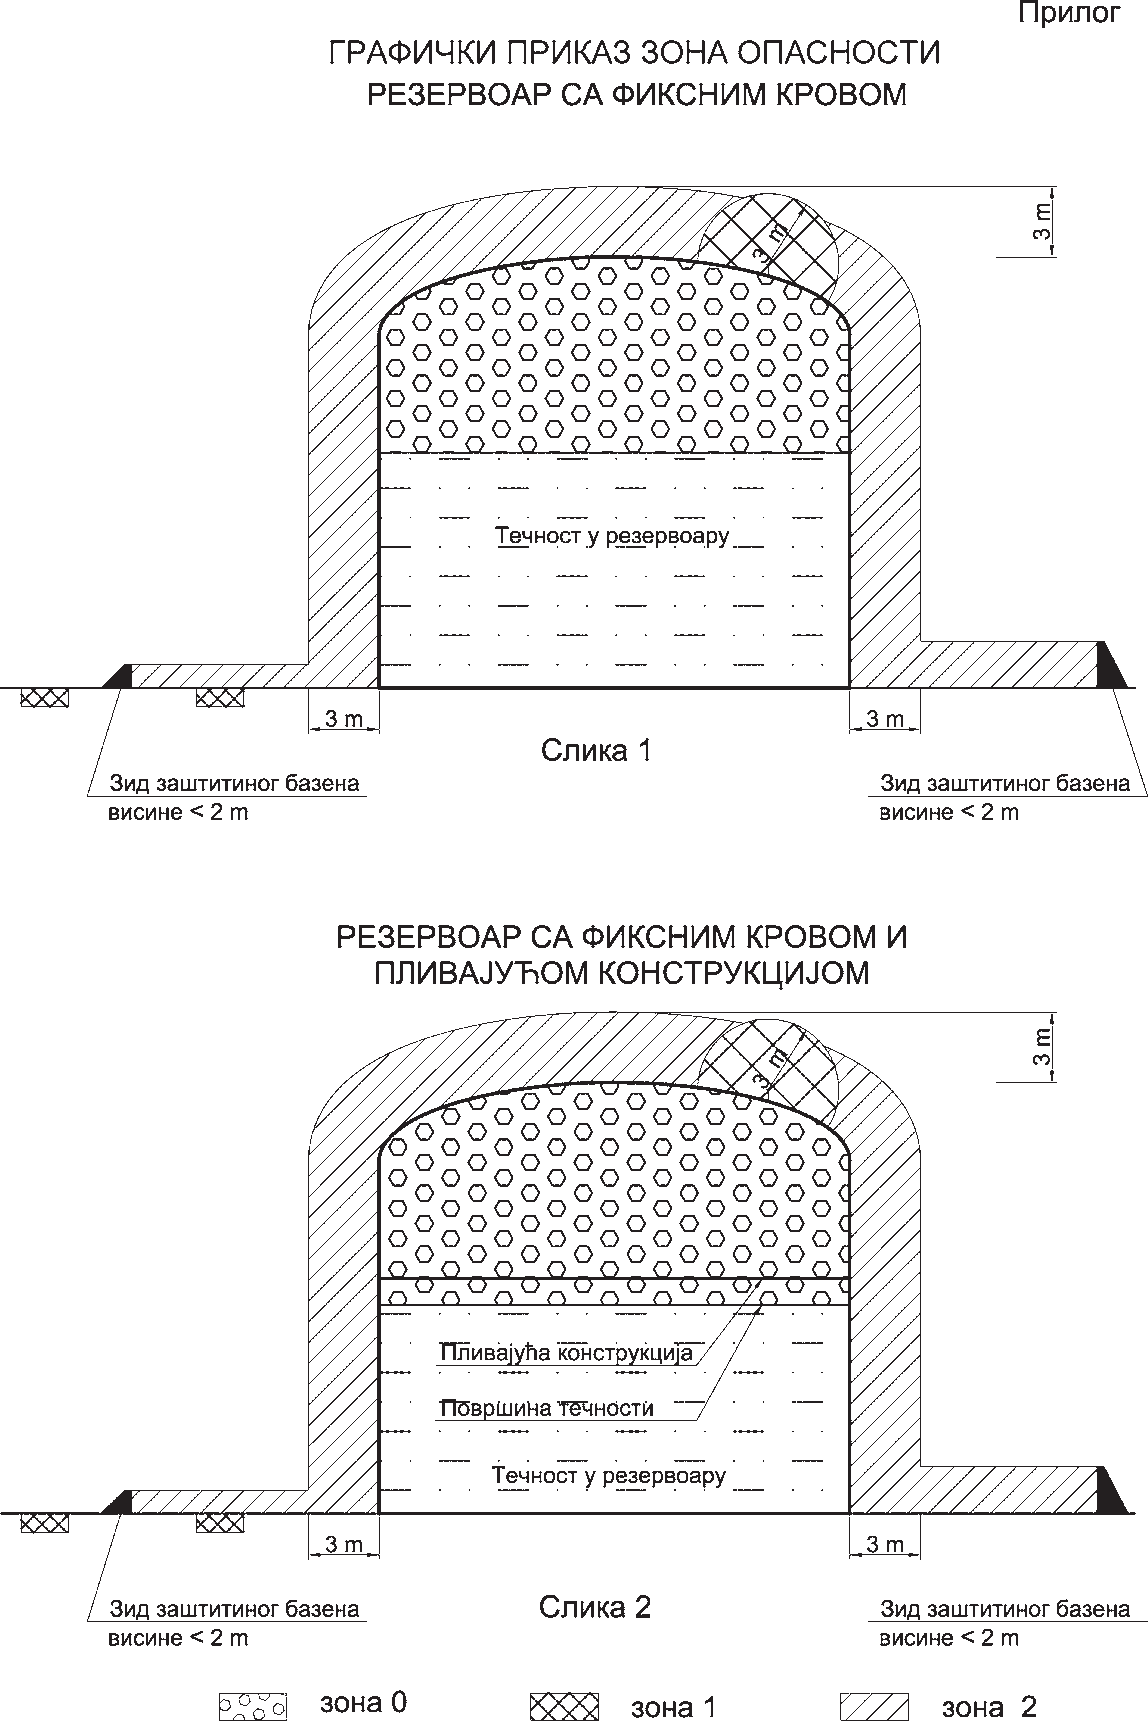 Прилог
ГРАФИЧКИ ПРИКАЗ ЗОНА ОПАСНОСТИ
РЕЗЕРВОАР СА ФИКСНИМ КРОВОМ
3 m
3 m
Течност у резервоару
3 m
3 m
Слика 1
Зид заштитиног базена
висине < 2 m
Зид заштитиног базена
висине < 2 m
РЕЗЕРВОАР СА ФИКСНИМ КРОВОМ И
ПЛИВАЈУЋОМ КОНСТРУКЦИЈОМ
3 m
3 m
Пливајућа конструкција
Површина течности
Течност у резервоару
3 m
3 m
Слика 2
Зид заштитиног базена
висине < 2 m
Зид заштитиног базена
висине < 2 m
зона 0
зона 1
зона 2